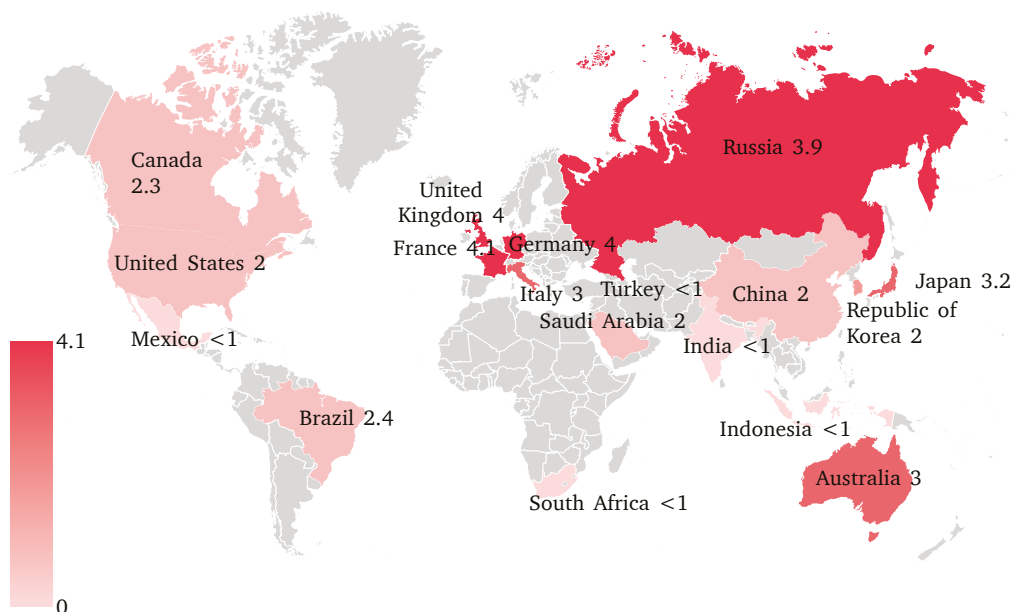 Canada
2.3
Russia 3.9
United
Kingdom 4
France 4.1
Germany 4
United States 2
Italy 3
Turkey <1
China 2
Japan 3.2
Republic of
Korea 2
Saudi Arabia 2
Mexico <1
India <1
4.1
Brazil 2.4
Indonesia <1
Australia 3
South Africa <1
0